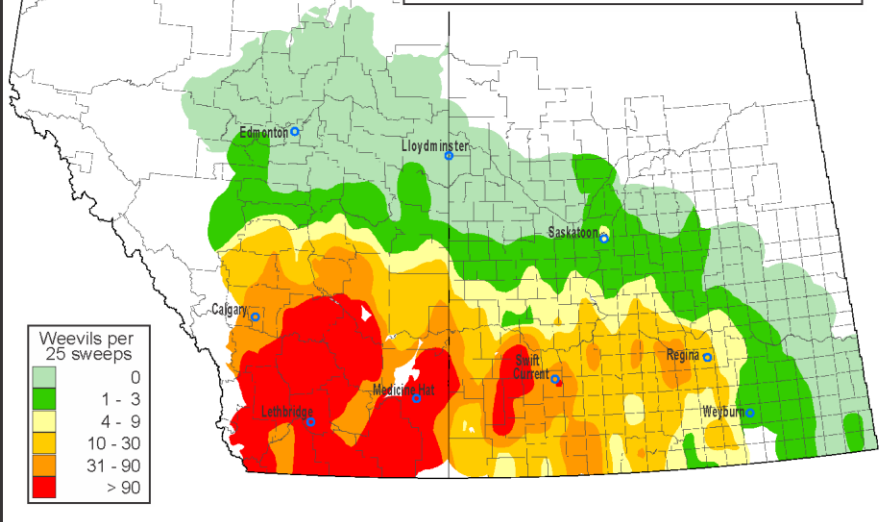 Edmonton
Lloydminster
Saskatoon
Calgary
Regina
Swift
Current
Medicine Hat
Lethbridge
Weyburn
Weevils per
25 sweeps
0
1 - 3
4 - 9
10 - 30
31 - 90
> 90